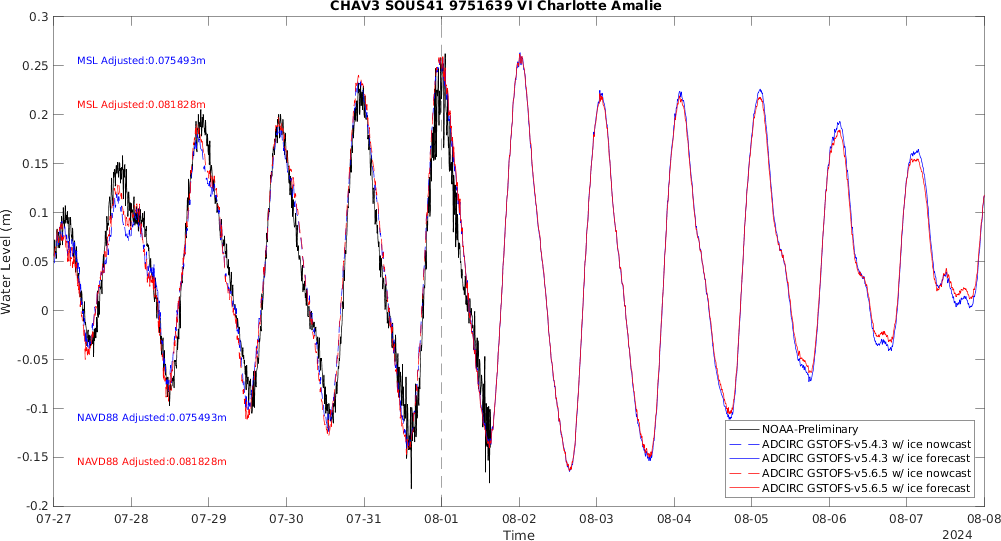 CHAV3 SOUS41 9751639 VI Charlotte Amalie
0.3
0.25
0.2
0.15
0.1
0.05
0
-0.05
-0.1
-0.15
-0.2
Water Level (m)
MSL Adjusted:0.075493m
MSL Adjusted:0.081828m
NAVD88 Adjusted:0.075493m
NAVD88 Adjusted:0.081828m
NOAA-Preliminary
ADCIRC GSTOFS-v5.4.3 w/ ice nowcast
ADCIRC GSTOFS-v5.4.3 w/ ice forecast
ADCIRC GSTOFS-v5.6.5 w/ ice nowcast
ADCIRC GSTOFS-v5.6.5 w/ ice forecast
07-27 07-28 07-29 07-30 07-31 08-01 08-02 08-03 08-04 08-05 08-06 08-07 08-08
Time
2024